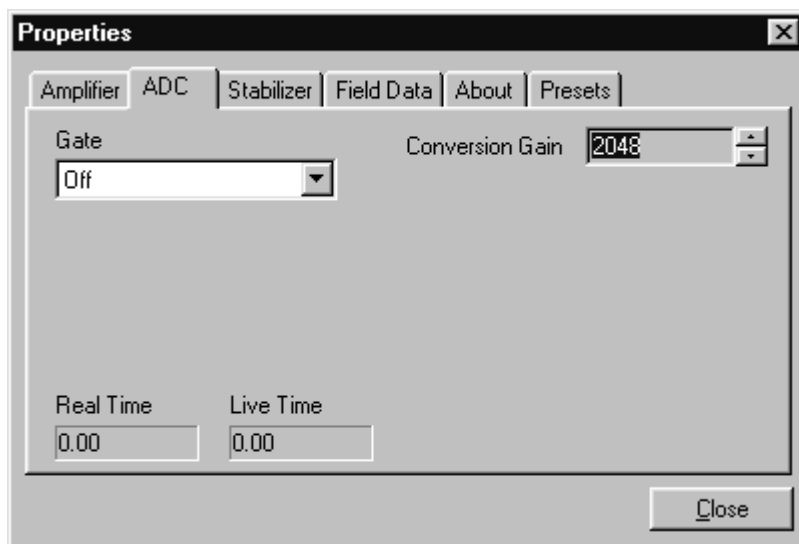 Properties
Amplifier ADC Stabilizer Field Data About Presets
Gate Conversion Gain 2048
Off
Real Time Live Time
0.00 0.00
Close